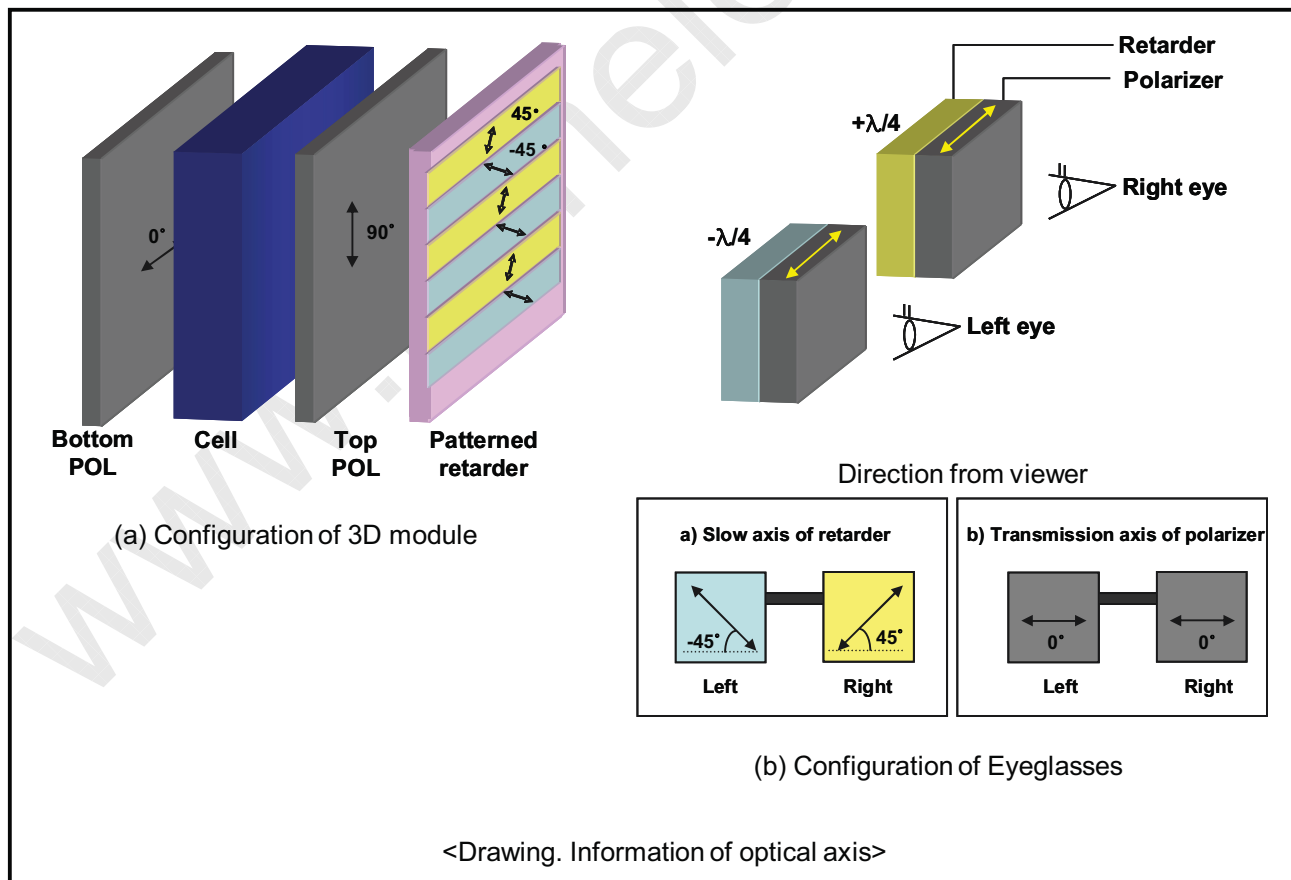 45°
-45°
0°
90°
Bottom
POL
Cell
Top
POL
Patterned
retarder
(a) Configuration of 3D module
Retarder
Polarizer
+λ/4
Right eye
-λ/4
Left eye
Direction from viewer
a) Slow axis of retarder
-45°
45°
Left
Right
b) Transmission axis of polarizer
0°
0°
Left
Right
(b) Configuration of Eyeglasses
<Drawing. Information of optical axis>